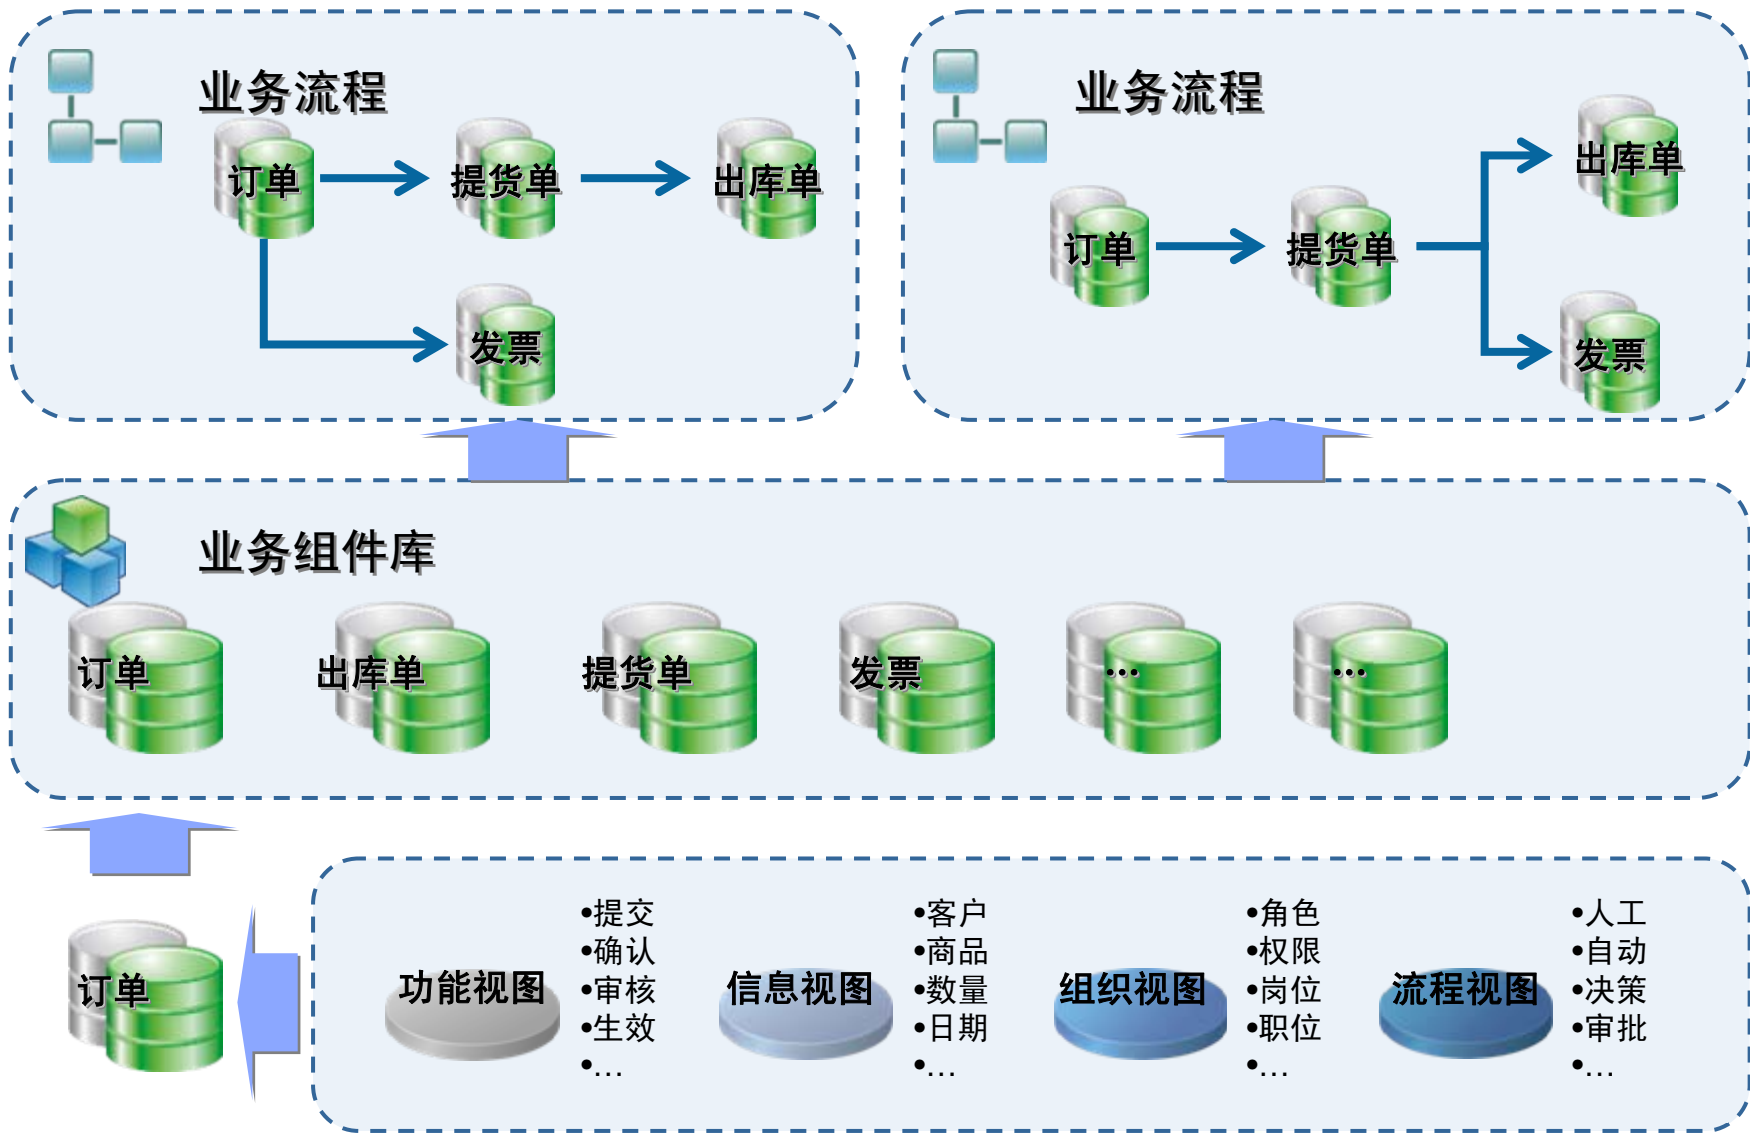 业务流程
订单
提货单
出库单
发票
业务流程
订单
提货单
出库单
发票
业务组件库
订单
出库单
提货单
发票
...
...
订单
功能视图
•提交
•确认
•审核
•生效
•...
信息视图
•客户
•商品
•数量
•日期
•...
组织视图
•角色
•权限
•岗位
•职位
•...
流程视图
•人工
•自动
•决策
•审批
•...